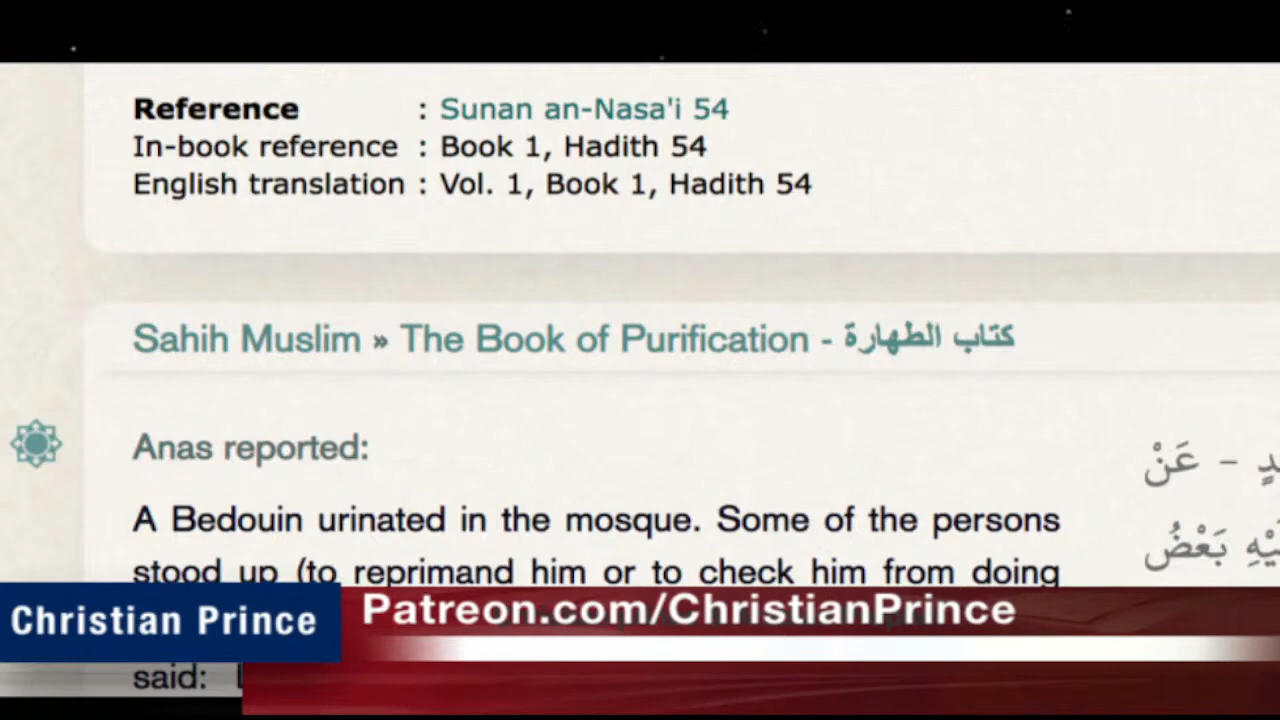 Reference : Sunan an-Nasa'i 54
In-book reference : Book 1, Hadith 54
English translation : Vol. 1, Book 1, Hadith 54
Sahih Muslim » The Book of Purification - كتاب الطهارة
Anas reported:
عَنْ -
A Bedouin urinated in the mosque. Some of the persons
بَعْضُ
stood up (to reprimand him or to check him from doing
Christian Prince
Patreon.com/ChristianPrince
said: